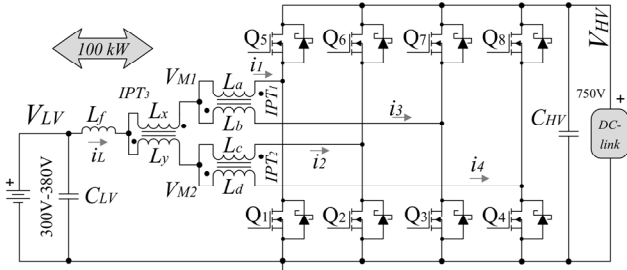 Q5 Q6 Q7 Q8
VHV
100 kW
IPT3
VM1
La
i1
IPT1
Lb
i3
750V
VLV
Lf
Lx
CHV
DC-link
iL
Ly
Lc
IPT2
i2
i4
VM2
Ld
300V-380V
CLV
Q1 Q2 Q3 Q4